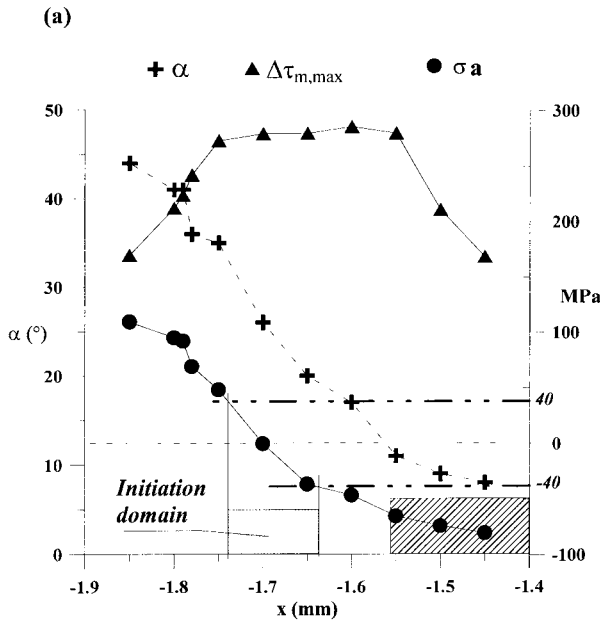 (a)
α Δτm,max σa
50 300
40 200
30
MPa
α (°) 100
20
40
0
10
-40
Initiation
domain
0 -100
-1.9 -1.8 -1.7 -1.6 -1.5 -1.4
x (mm)